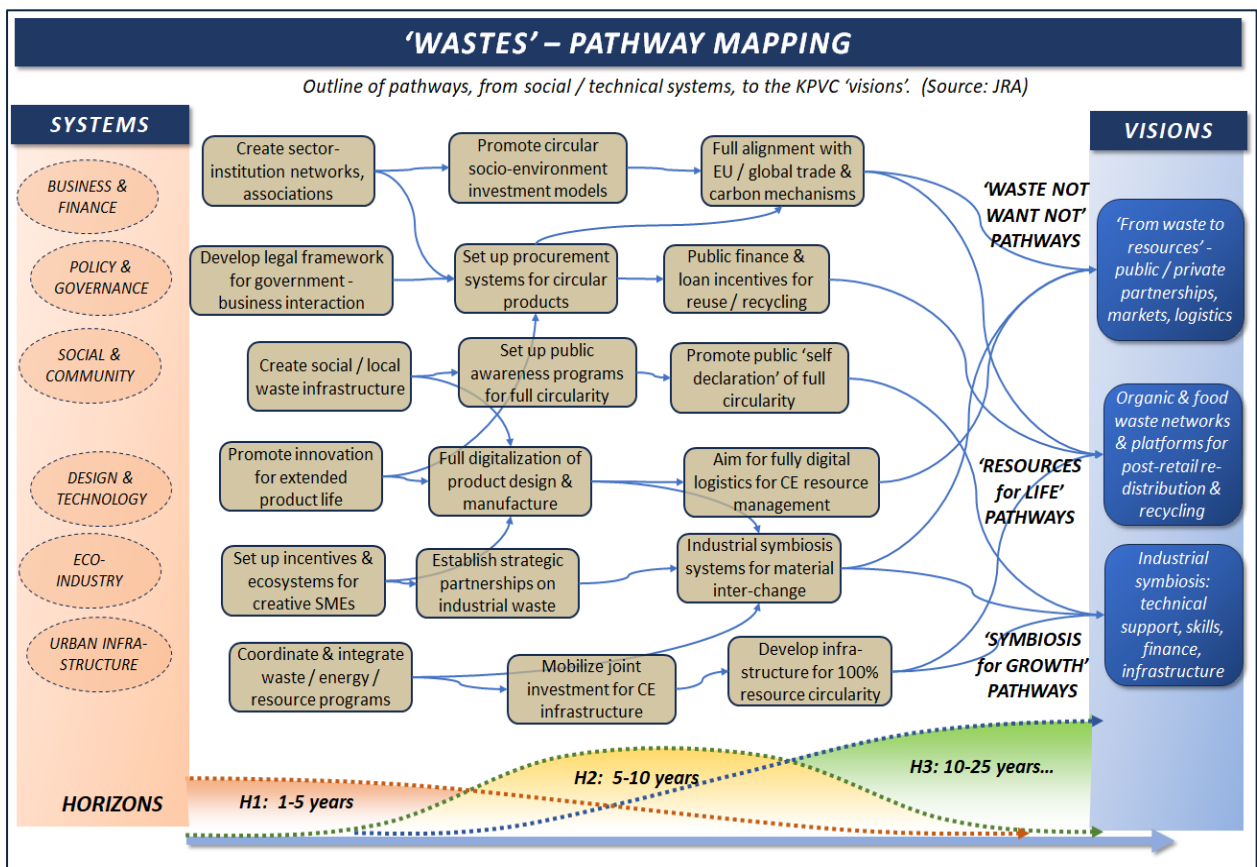 ‘WASTES’ – PATHWAY MAPPING
Outline of pathways, from social / technical systems, to the KPVC ‘visions’. (Source: JRA)
SYSTEMS
VISIONS
BUSINESS &
FINANCE
Create sector-
institution networks,
associations
Promote circular
socio-environment
investment models
Full alignment with
EU / global trade &
carbon mechanisms
‘WASTE NOT
WANT NOT’
PATHWAYS
‘From waste to
resources’ -
public / private
partnerships,
markets, logistics
POLICY &
GOVERNANCE
Develop legal framework
for government -
business interaction
Set up procurement
systems for circular
products
Public finance &
loan incentives for
reuse / recycling
SOCIAL &
COMMUNITY
Create social / local
waste infrastructure
Set up public
awareness programs
for full circularity
Promote public ‘self
declaration’ of full
circularity
Organic & food
waste networks
& platforms for
post-retail re-
distribution &
recycling
DESIGN &
TECHNOLOGY
Promote innovation
for extended
product life
Full digitalization of
product design &
manufacture
Aim for fully digital
logistics for CE resource
management
‘RESOURCES
for LIFE’
PATHWAYS
ECO-
INDUSTRY
Set up incentives &
ecosystems for
creative SMEs
Establish strategic
partnerships on
industrial waste
Industrial symbiosis
systems for material
inter-change
Industrial
symbiosis:
technical
support, skills,
finance,
infrastructure
URBAN INFRA-
STRUCTURE
Coordinate & integrate
waste / energy /
resource programs
Mobilize joint
investment for CE
infrastructure
Develop infra-
structure for 100%
resource circularity
‘SYMBIOSIS
for GROWTH’
PATHWAYS
HORIZONS
H1: 1-5 years
H2: 5-10 years
H3: 10-25 years...